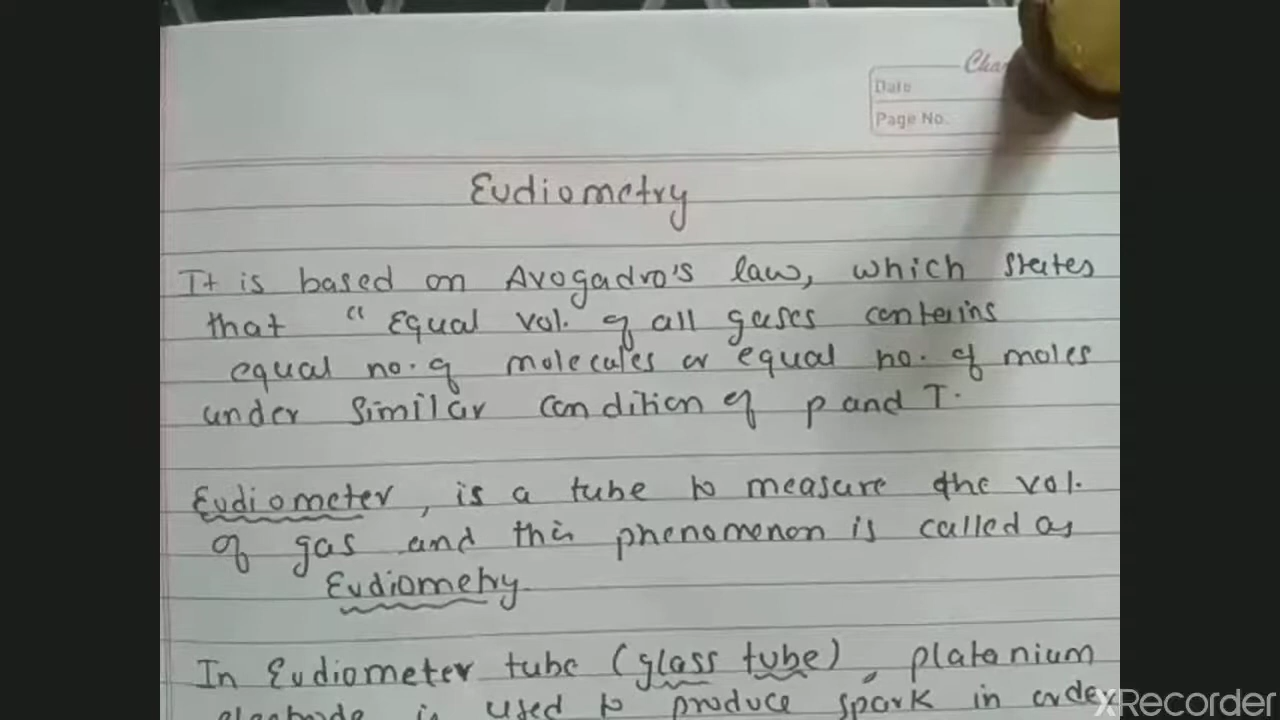 Date
Page No.
Eudiometry
It is based on Avogadro's law, which states
that "Equal vol. of all gases contains
equal no. of molecules or equal no. of moles
under similar condition of p and T.
Eudiometer, is a tube to measure the vol.
of gas and this phenomenon is called as
Eudiometry
In Eudiometer tube (glass tube), platenium
electrode is used to produce spark in order
XRecorder